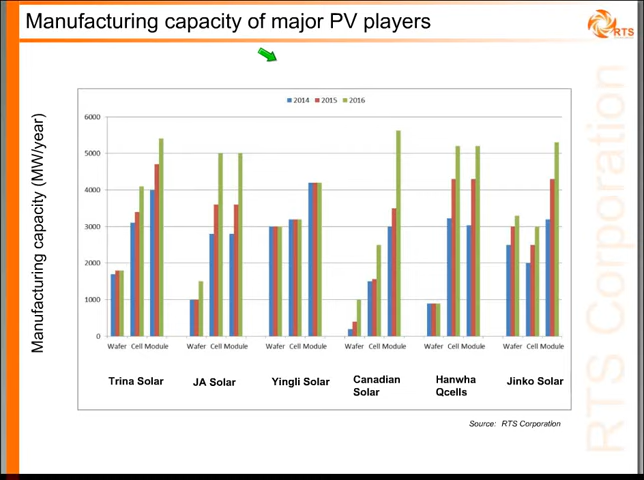 Manufacturing capacity of major PV players
RTS
RTS Corporation
Manufacturing capacity (MW/year)
2014 2015 2016
6000
5000
4000
3000
2000
1000
0
Wafer Cell Module Wafer Cell Module Wafer Cell Module Wafer Cell Module Wafer Cell Module Wafer Cell Module
Trina Solar JA Solar Yingli Solar Canadian Solar Hanwha Qcells Jinko Solar
Source: RTS Corporation